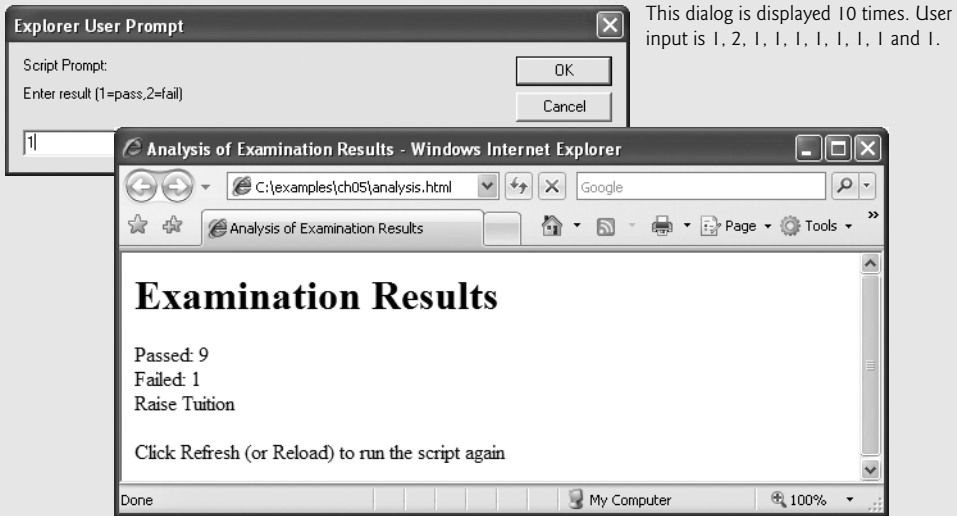 Explorer User Prompt
This dialog is displayed 10 times. User
input is 1, 2, 1, 1, 1, 1, 1, 1, 1 and 1.
Script Prompt:
OK
Enter result (1=pass,2=fail)
Cancel
1
Analysis of Examination Results - Windows Internet Explorer
C:\examples\ch05\analysis.html
Google
Analysis of Examination Results
Page
Tools
»
Examination Results
Passed: 9
Failed: 1
Raise Tuition
Click Refresh (or Reload) to run the script again
Done
My Computer
100%